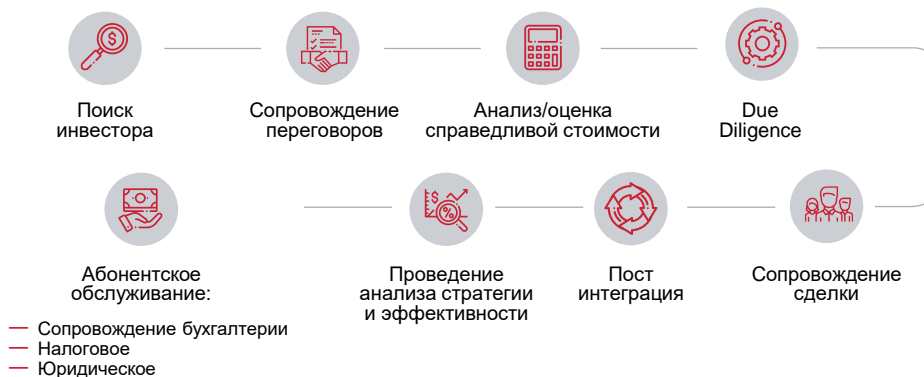 Поиск
инвестора
Сопровождение
переговоров
Анализ/оценка
справедливой стоимости
Due
Diligence
Абонентское
обслуживание:
— Сопровождение бухгалтерии
— Налоговое
— Юридическое
Проведение
анализа стратегии
и эффективности
Пост
интеграция
Сопровождение
сделки